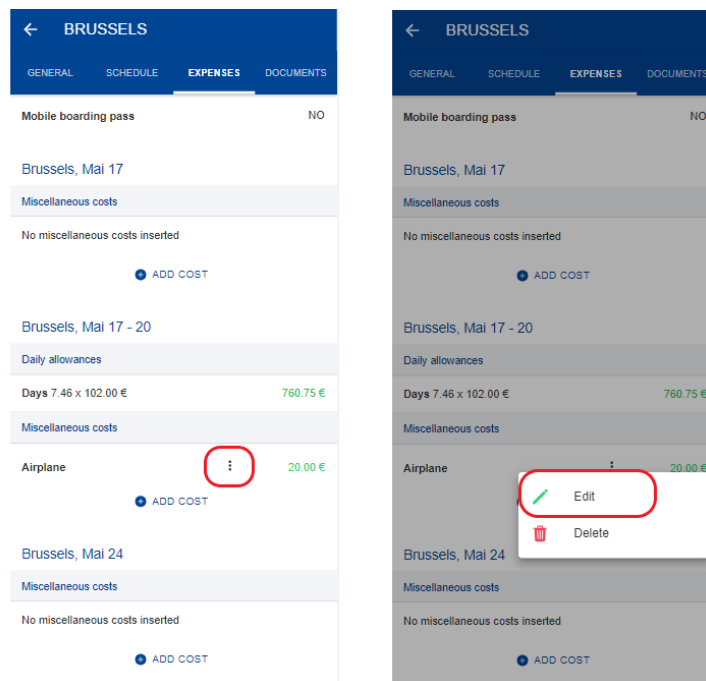 BRUSSELS
GENERAL SCHEDULE EXPENSES DOCUMENTS
Mobile boarding pass NO
Brussels, Mai 17
Miscellaneous costs
No miscellaneous costs inserted
ADD COST
Brussels, Mai 17 - 20
Daily allowances
Days 7.46 x 102.00 € 760.75 €
Miscellaneous costs
Airplane 20.00 €
ADD COST
Brussels, Mai 24
Miscellaneous costs
No miscellaneous costs inserted
ADD COST
BRUSSELS
GENERAL SCHEDULE EXPENSES DOCUMENTS
Mobile boarding pass NO
Brussels, Mai 17
Miscellaneous costs
No miscellaneous costs inserted
ADD COST
Brussels, Mai 17 - 20
Daily allowances
Days 7.46 x 102.00 € 760.75 €
Miscellaneous costs
Airplane 20.00 €
Edit
Delete
Brussels, Mai 24
Miscellaneous costs
No miscellaneous costs inserted
ADD COST